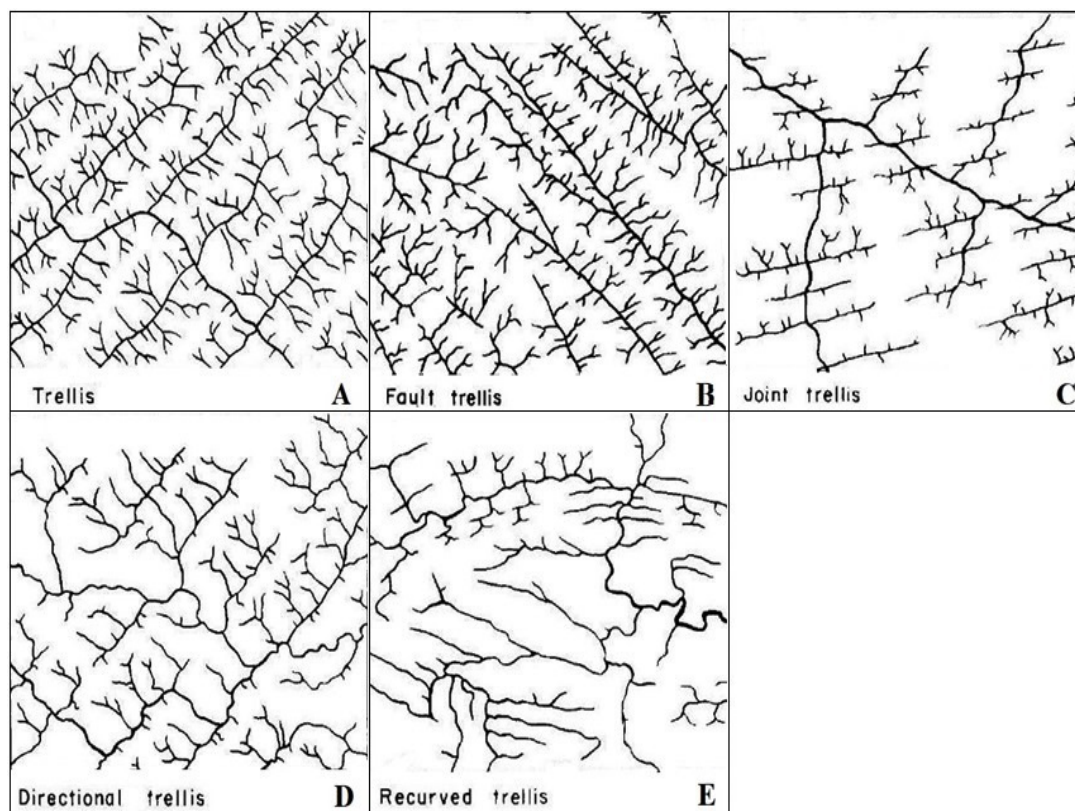 Trellis A
Fault trellis B
Joint trellis C
Directional trellis D
Recurved trellis E